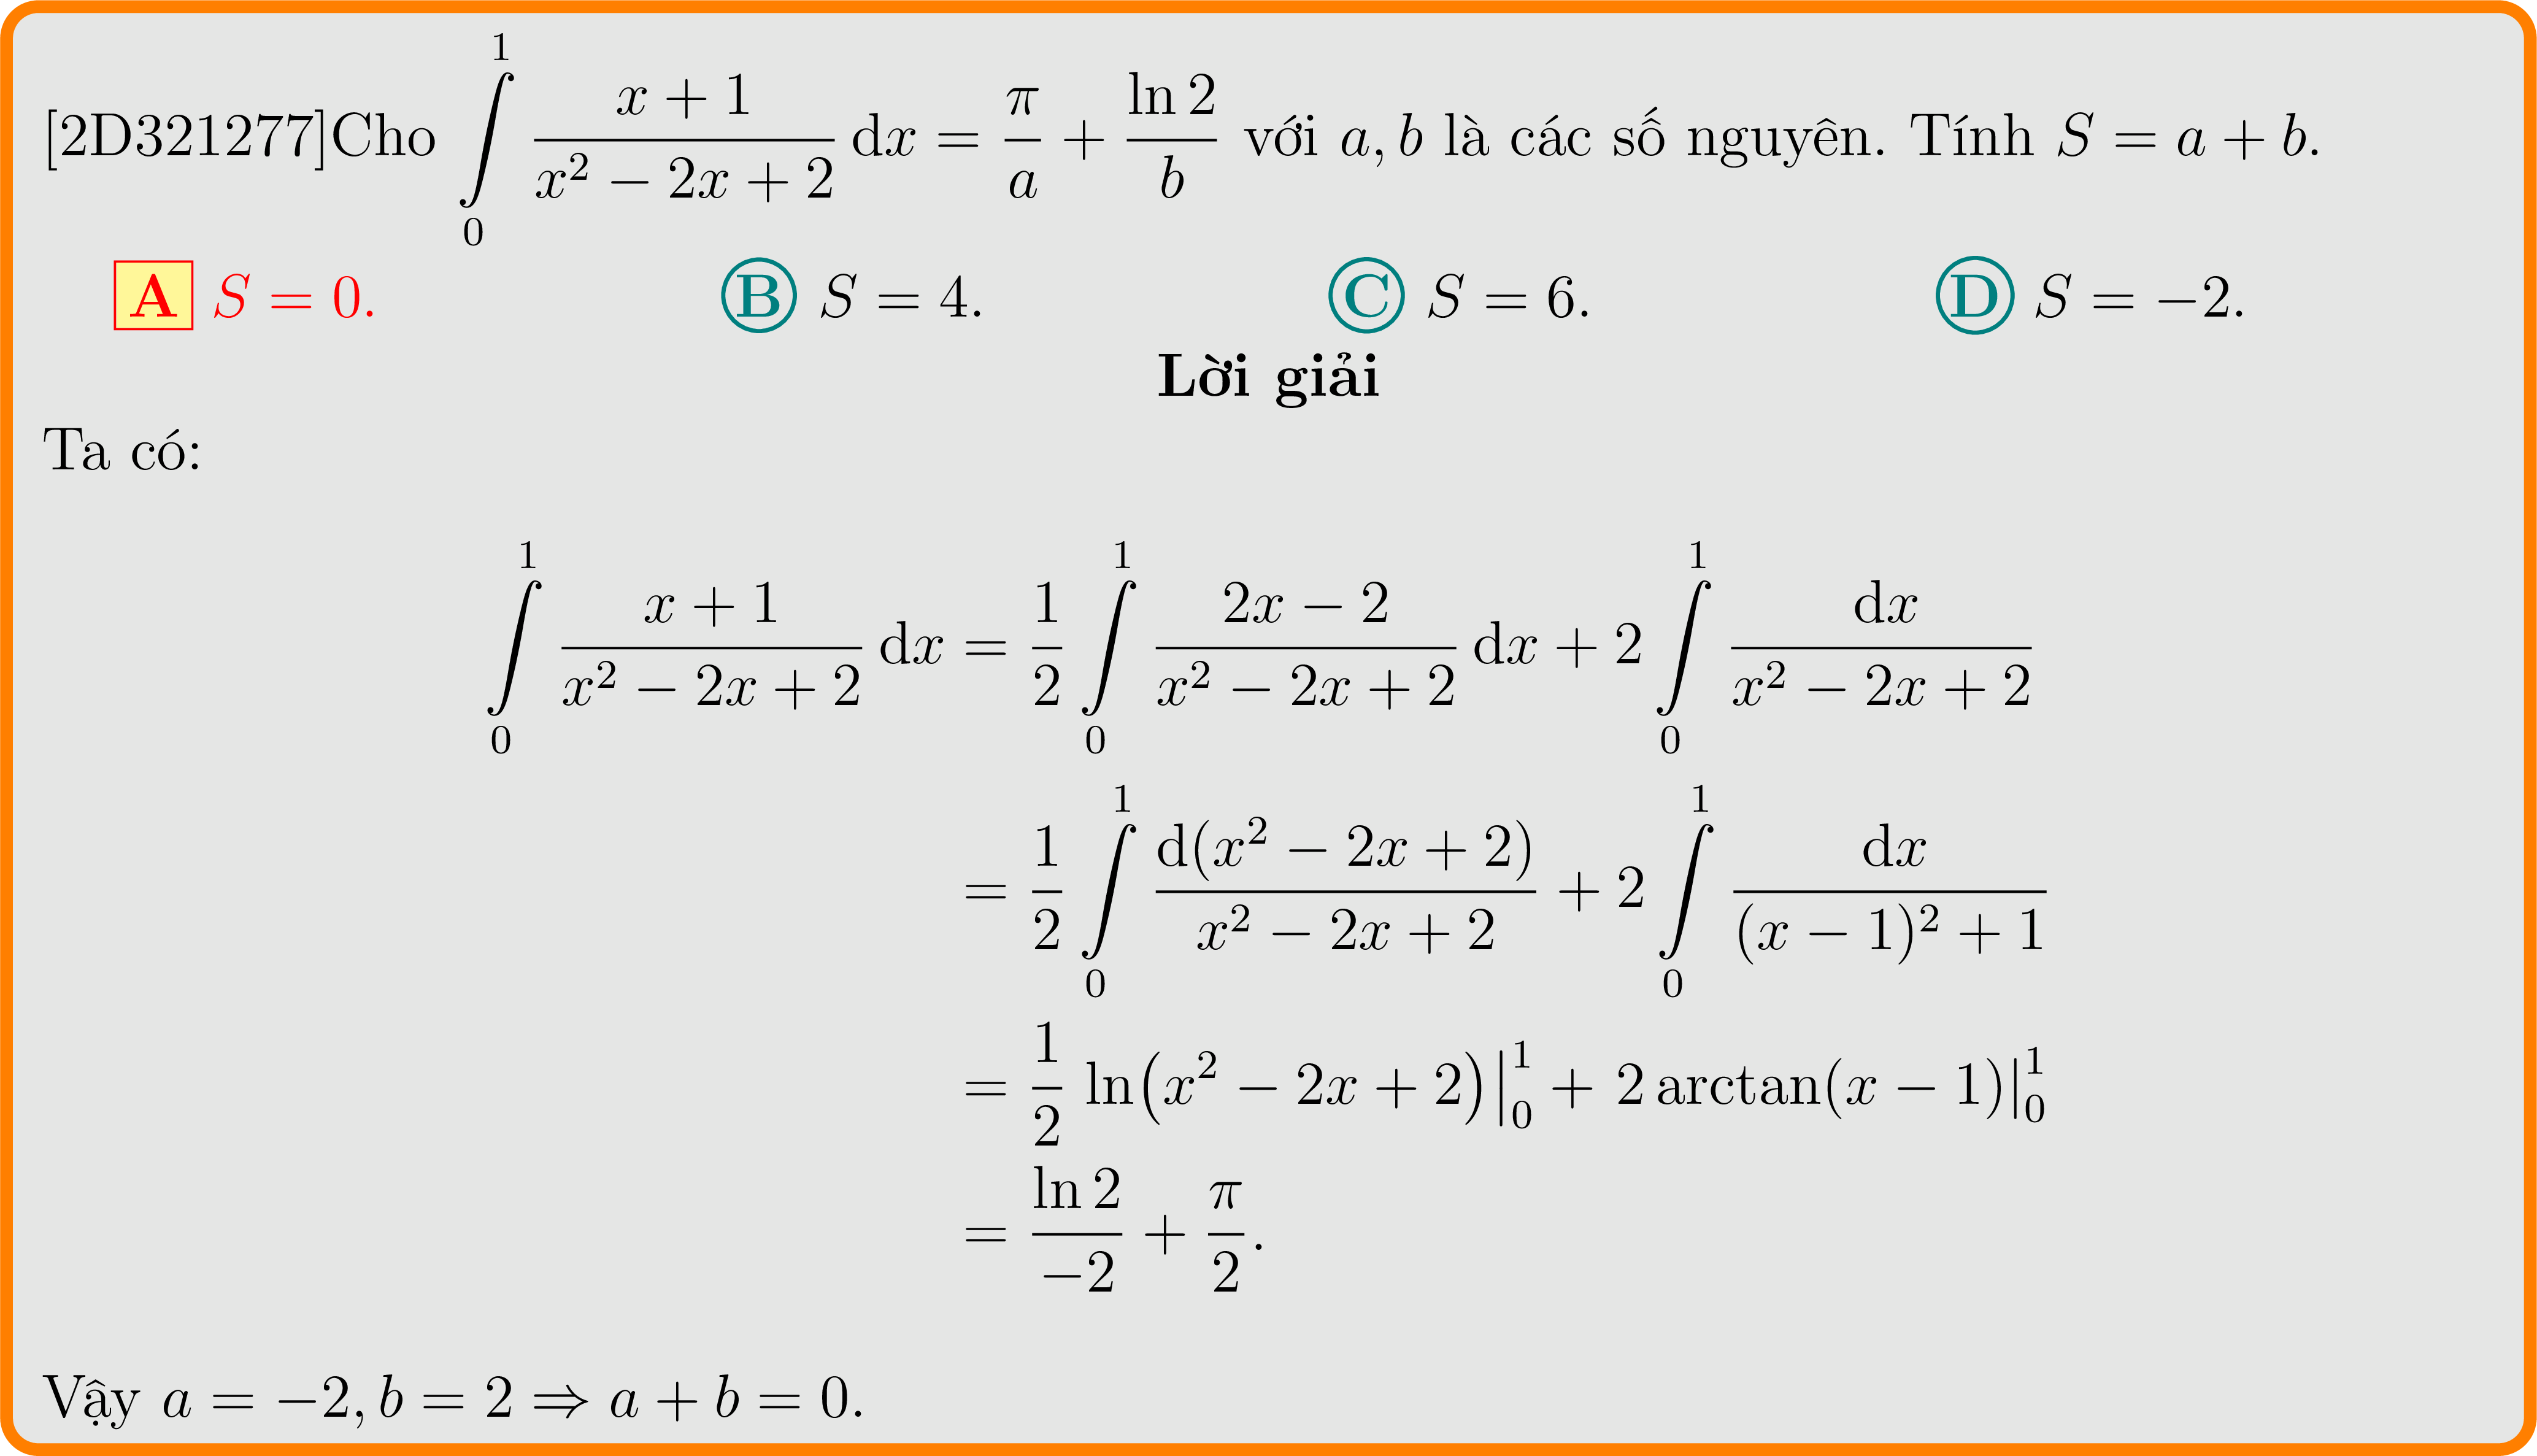 [2D321277]Cho $\int\limits_0^1 \frac{x+1}{x^2-2x+2}\,\mathrm{d}x = \frac{\pi}{a} + \frac{\ln 2}{b}$ với $a, b$ là các số nguyên. Tính $S = a + b$.
A $S = 0$. B $S = 4$. C $S = 6$. D $S = -2$.
Lời giải
Ta có:
$\int\limits_0^1 \frac{x+1}{x^2-2x+2}\,\mathrm{d}x = \frac{1}{2}\int\limits_0^1 \frac{2x-2}{x^2-2x+2}\,\mathrm{d}x + 2\int\limits_0^1 \frac{\mathrm{d}x}{x^2-2x+2}$
$= \frac{1}{2}\int\limits_0^1 \frac{\mathrm{d}(x^2-2x+2)}{x^2-2x+2} + 2\int\limits_0^1 \frac{\mathrm{d}x}{(x-1)^2+1}$
$= \frac{1}{2}\ln\left(x^2-2x+2\right)\Big|_0^1 + 2\arctan(x-1)\Big|_0^1$
$= \frac{\ln 2}{-2} + \frac{\pi}{2}.$
Vậy $a = -2, b = 2 \Rightarrow a + b = 0$.